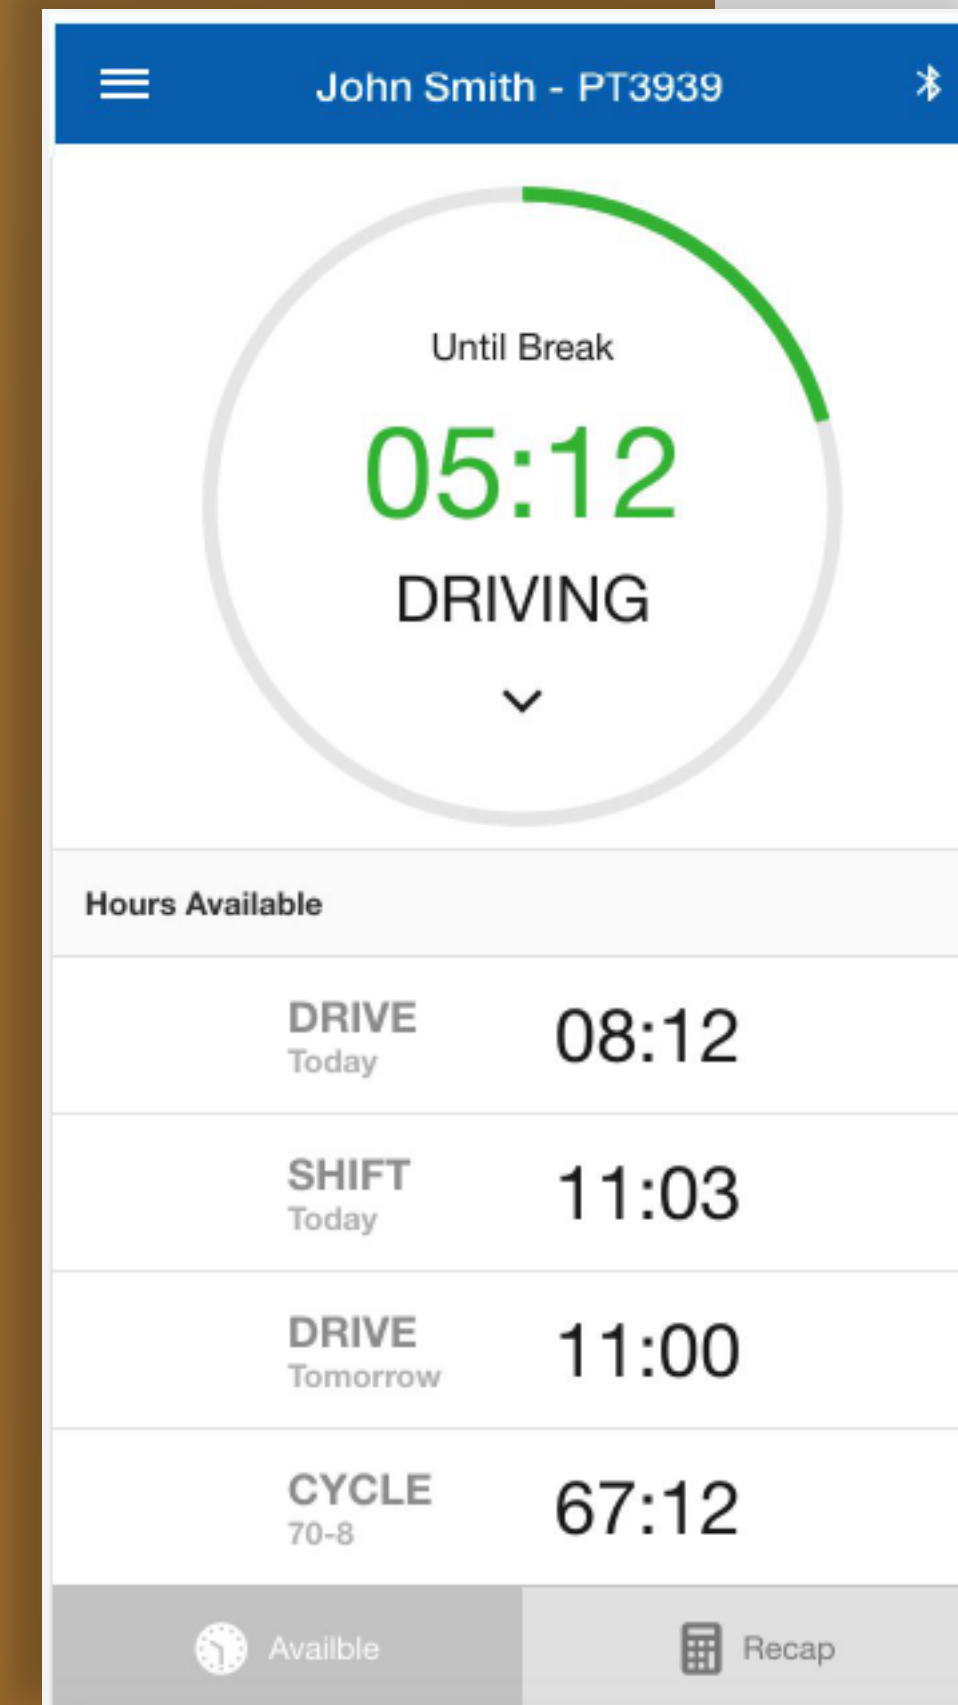 John Smith - PT3939
Until Break
05:12
DRIVING
Hours Available
DRIVE 08:12
Today
SHIFT 11:03
Today
DRIVE 11:00
Tomorrow
CYCLE 67:12
70-8
Availble Recap